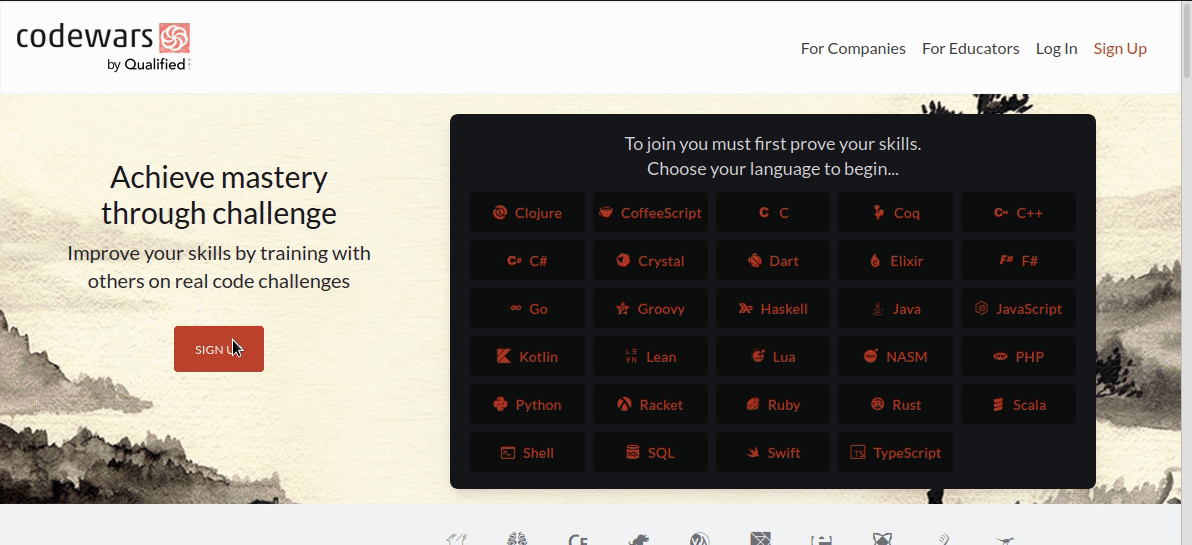 codewars
by Qualified
For Companies For Educators Log In Sign Up
Achieve mastery
through challenge
Improve your skills by training with
others on real code challenges
SIGN
To join you must first prove your skills.
Choose your language to begin...
Clojure CoffeeScript C Coq C++
C# Crystal Dart Elixir F#
Go Groovy Haskell Java JavaScript
Kotlin Lean Lua NASM PHP
Python Racket Ruby Rust Scala
Shell SQL Swift TypeScript